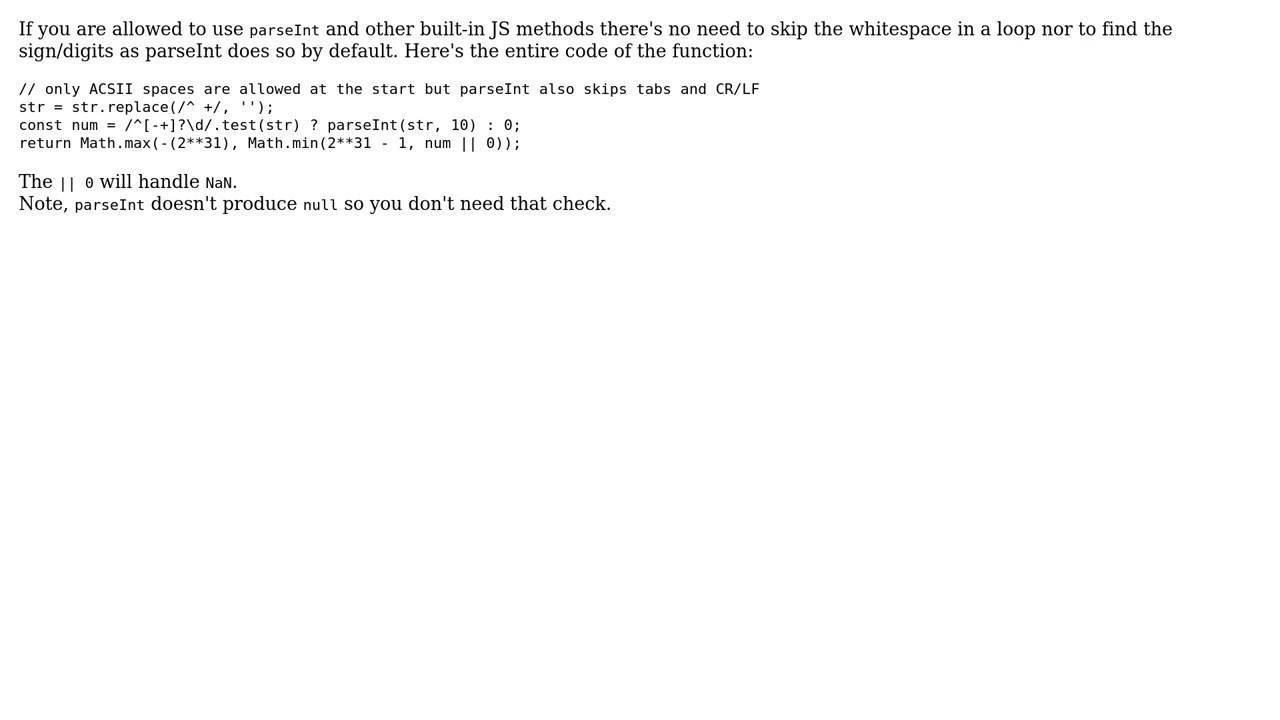 If you are allowed to use parseInt and other built-in JS methods there's no need to skip the whitespace in a loop nor to find the
sign/digits as parseInt does so by default. Here's the entire code of the function:
// only ACSII spaces are allowed at the start but parseInt also skips tabs and CR/LF
str = str.replace(/^ +/, '');
const num = /^[-+]?\d/.test(str) ? parseInt(str, 10) : 0;
return Math.max(-(2**31), Math.min(2**31 - 1, num || 0));
The || 0 will handle NaN.
Note, parseInt doesn't produce null so you don't need that check.